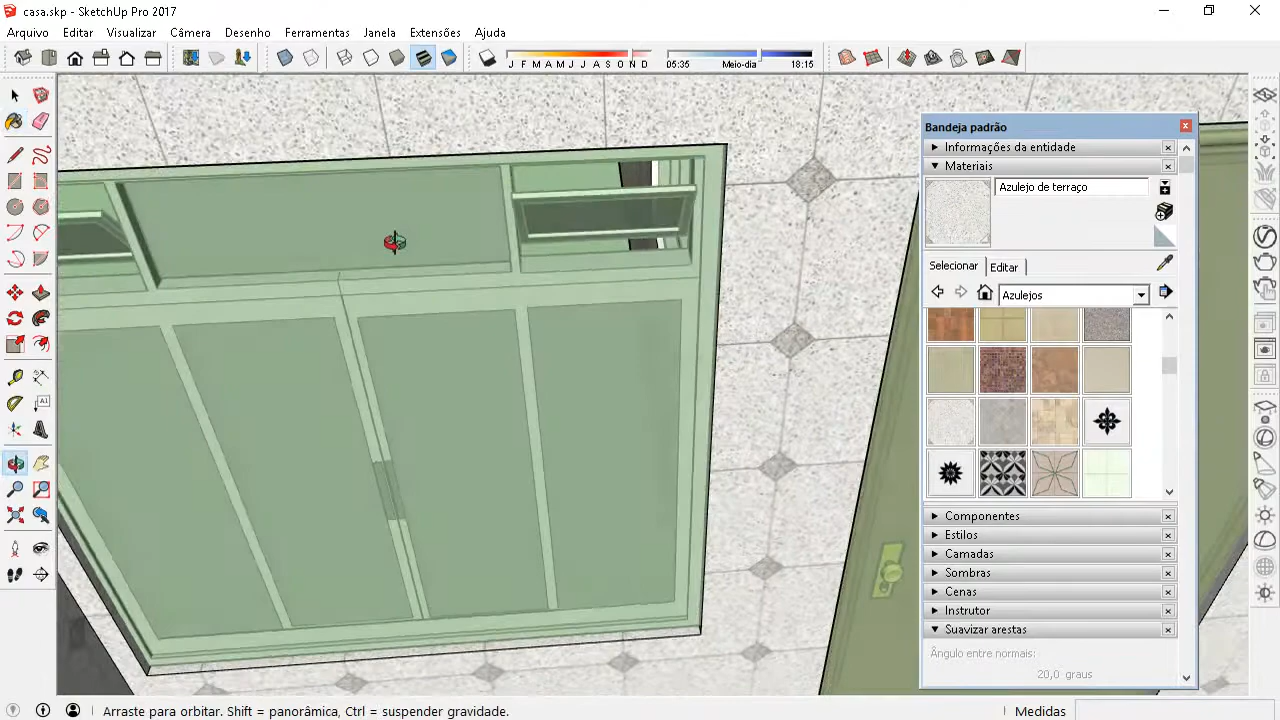 casa.skp - SketchUp Pro 2017
Arquivo Editar Visualizar Câmera Desenho Ferramentas Janela Extensões Ajuda
J F M A M J J A S O N D 05:35 Meio-dia 18:15
Bandeja padrão
Informações da entidade
Materiais
Azulejo de terraço
Selecionar Editar
Azulejos
Componentes
Estilos
Camadas
Sombras
Cenas
Instrutor
Suavizar arestas
Ângulo entre normais:
20,0 graus
Arraste para orbitar. Shift = panorâmica, Ctrl = suspender gravidade. Medidas